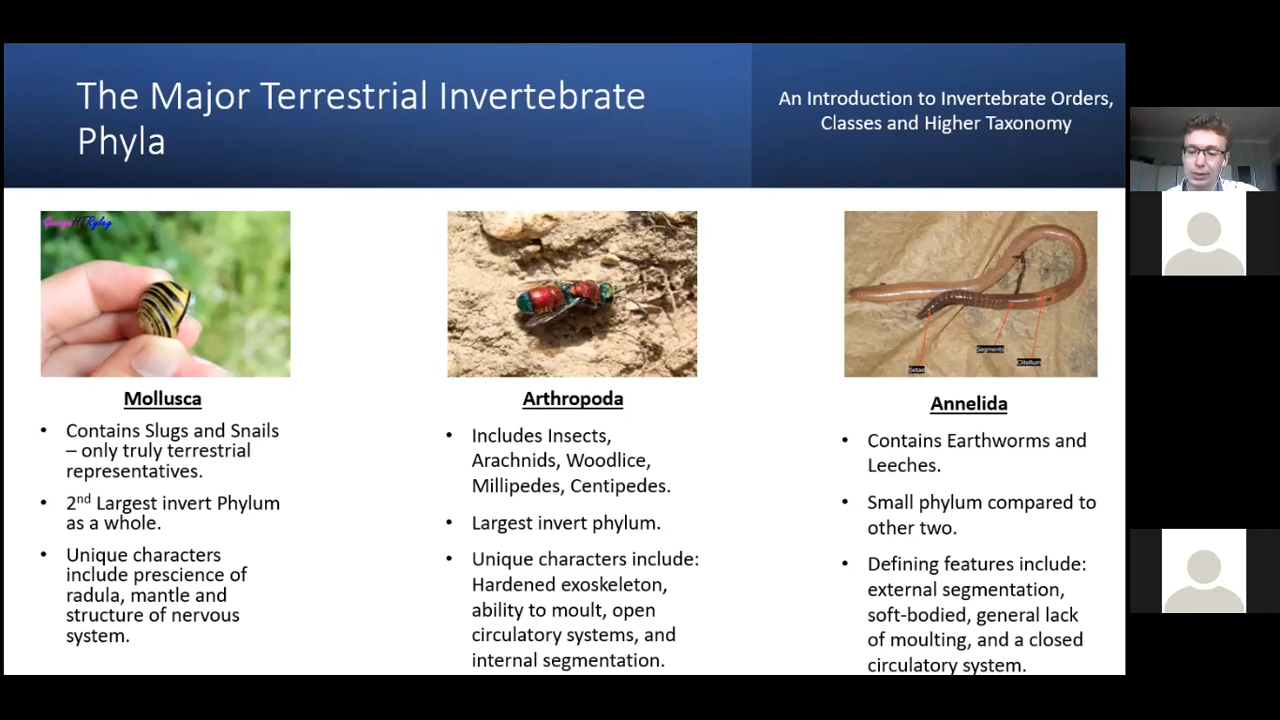 The Major Terrestrial Invertebrate
Phyla
An Introduction to Invertebrate Orders,
Classes and Higher Taxonomy
GeorgeHTRyley
Setae
Segments
Clitellum
Mollusca
• Contains Slugs and Snails
– only truly terrestrial
representatives.
• 2nd Largest invert Phylum
as a whole.
• Unique characters
include prescience of
radula, mantle and
structure of nervous
system.
Arthropoda
• Includes Insects,
Arachnids, Woodlice,
Millipedes, Centipedes.
• Largest invert phylum.
• Unique characters include:
Hardened exoskeleton,
ability to moult, open
circulatory systems, and
internal segmentation.
Annelida
• Contains Earthworms and
Leeches.
• Small phylum compared to
other two.
• Defining features include:
external segmentation,
soft-bodied, general lack
of moulting, and a closed
circulatory system.